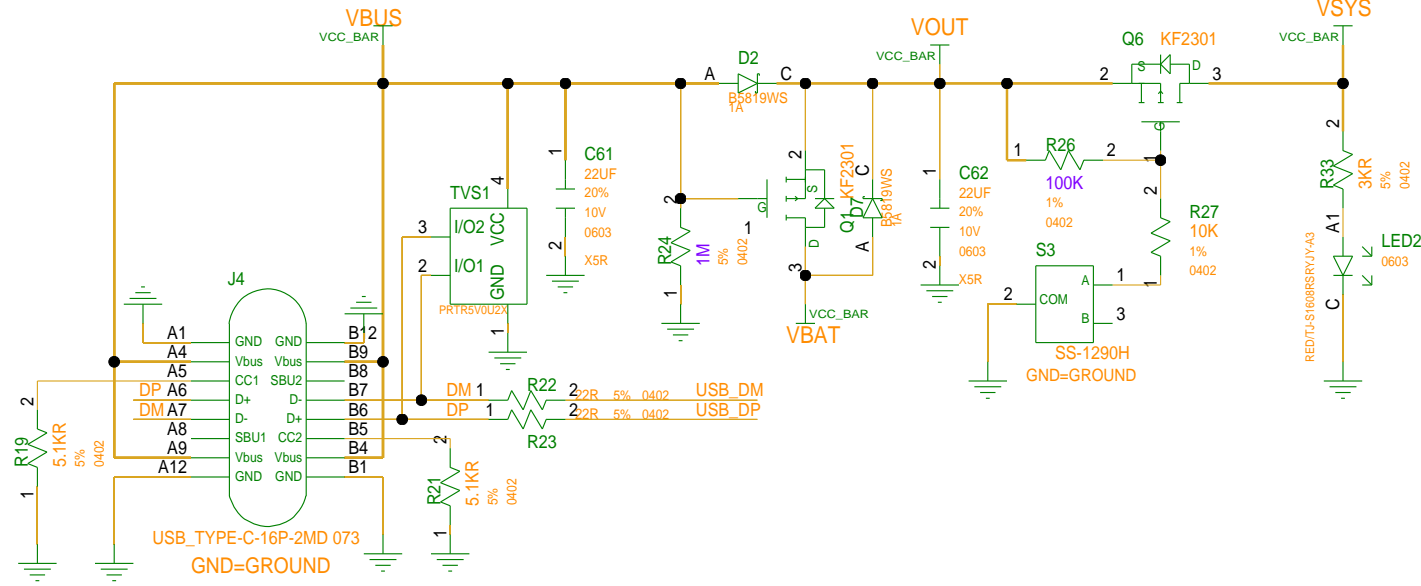 VBUS
VCC_BAR
VOUT
VCC_BAR
VSYS
VCC_BAR
D2
A
C
B5819WS
1A
Q6
KF2301
2
S
D
3
G
1
1
C61
22UF
20%
10V
0603
2
X5R
TVS1
4
3
I/O2
VCC
2
I/O1
GND
PRTR5V0U2X
1
2
R24
1M
5%
0402
1
G
1
2
S
D
3
KF2301
Q1
D7
C
A
B5819WS
1A
VCC_BAR
VBAT
1
C62
22UF
20%
10V
0603
2
X5R
1
R26
2
100K
1%
0402
2
R27
10K
1%
0402
1
S3
2
COM
A
1
B
3
SS-1290H
GND=GROUND
2
R33
3KR
5%
0402
A1
LED2
0603
C
RED/TJ-S1608RSRYJY-A3
J4
A1
GND
GND
B12
A4
Vbus
Vbus
B9
A5
CC1
SBU2
B8
DP
A6
D+
D-
B7
DM
1
R22
2
22R
5%
0402
USB_DM
DM
A7
D-
D+
B6
DP
1
R23
2
22R
5%
0402
USB_DP
A8
SBU1
CC2
B5
A9
Vbus
Vbus
B4
A12
GND
GND
B1
2
R19
5.1KR
5%
0402
1
2
R21
5.1KR
5%
0402
1
USB_TYPE-C-16P-2MD 073
GND=GROUND